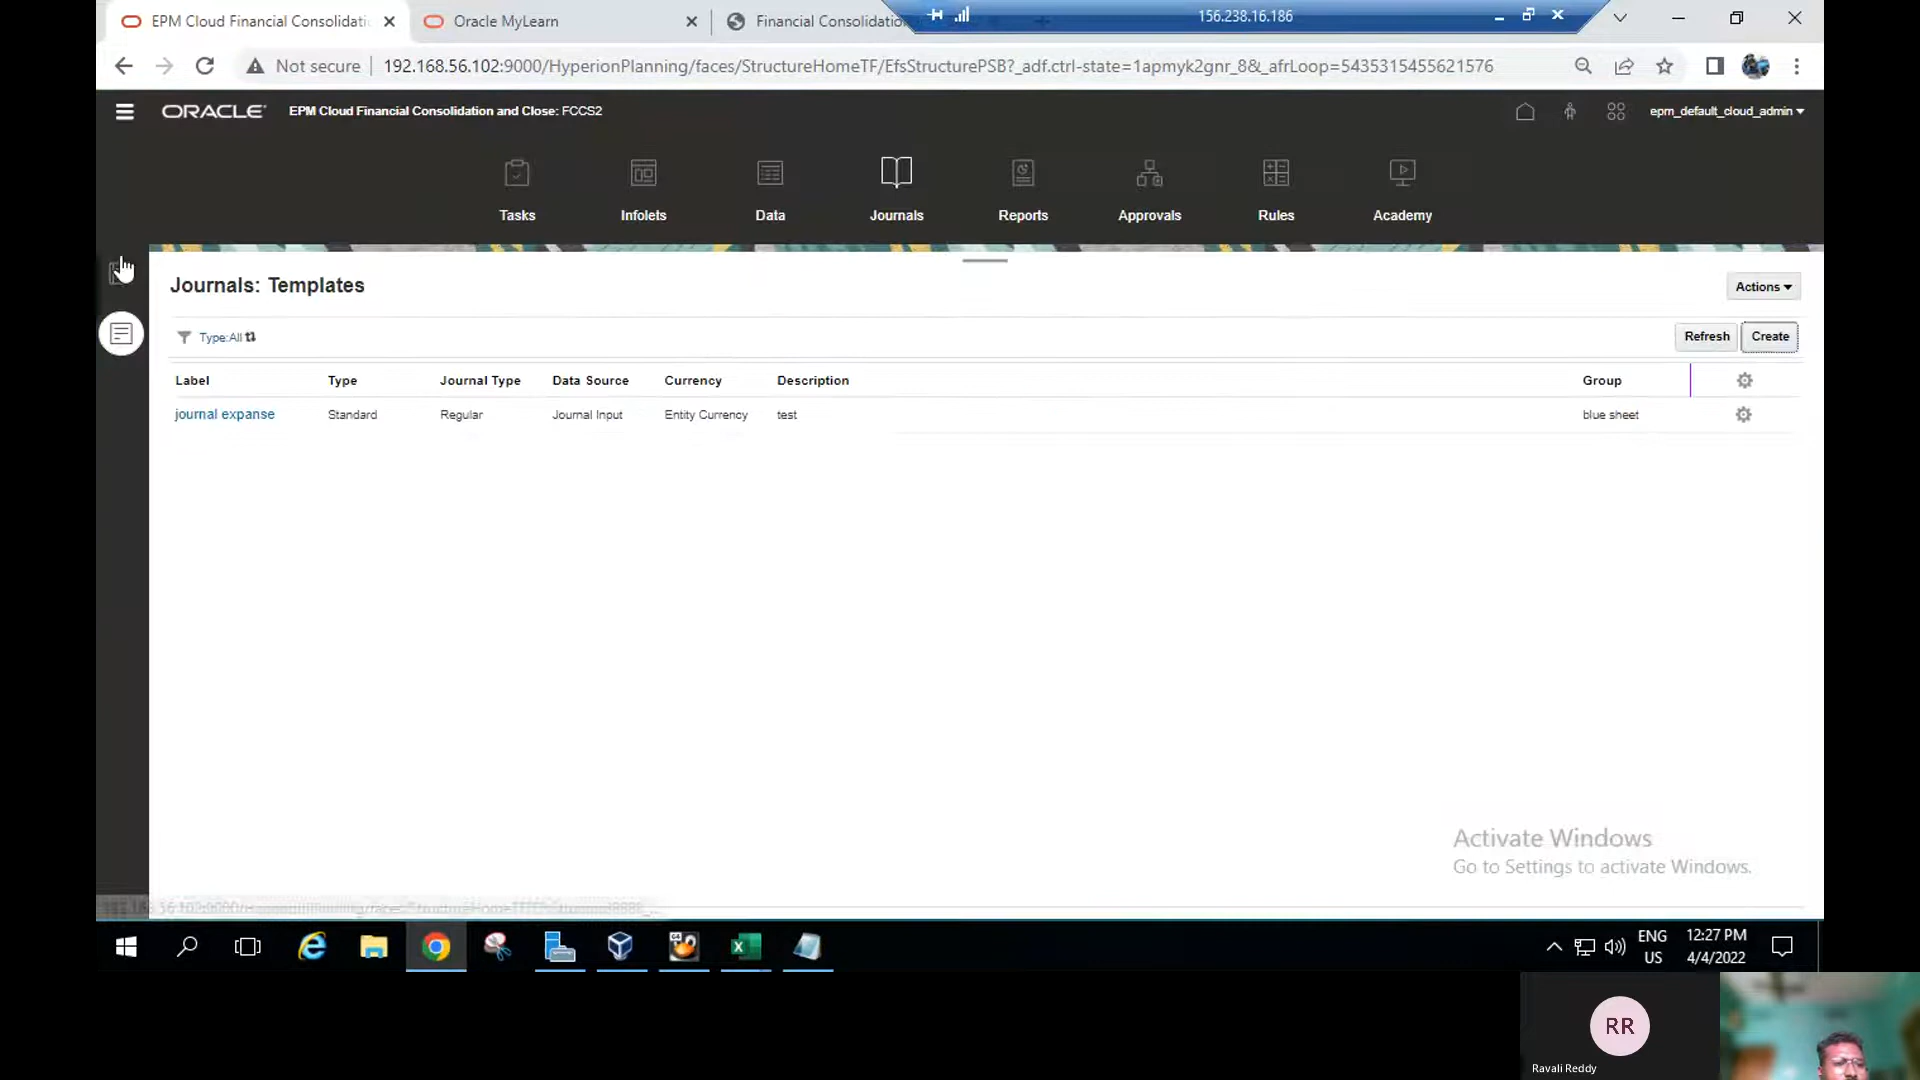 EPM Cloud Financial Consolidati
Oracle MyLearn
Financial Consolidatio
156.238.16.186
Not secure
192.168.56.102:9000/HyperionPlanning/faces/StructureHomeTF/EfsStructurePSB?_adf.ctrl-state=1apmyk2gnr_8&_afrLoop=5435315455621576
ORACLE
EPM Cloud Financial Consolidation and Close: FCCS2
epm_default_cloud_admin
Tasks
Infolets
Data
Journals
Reports
Approvals
Rules
Academy
Journals: Templates
Actions
Type:All
Refresh
Create
Label Type Journal Type Data Source Currency Description Group
journal expanse Standard Regular Journal Input Entity Currency test blue sheet
Activate Windows
Go to Settings to activate Windows.
ENG
US
12:27 PM
4/4/2022
RR
Ravali Reddy